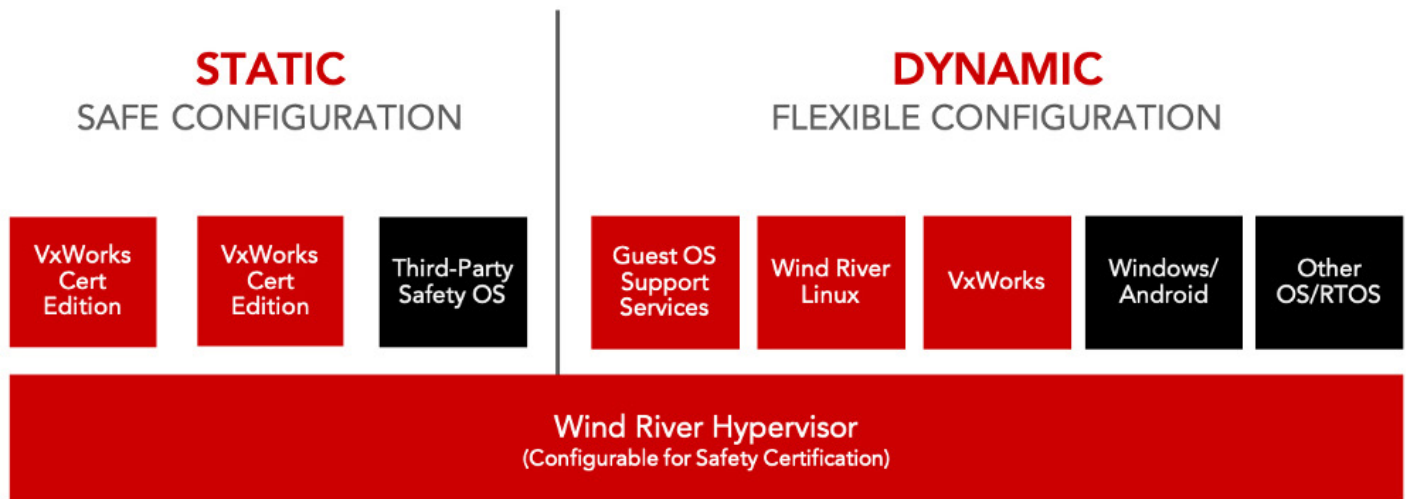 STATIC
SAFE CONFIGURATION
DYNAMIC
FLEXIBLE CONFIGURATION
VxWorks
Cert
Edition
VxWorks
Cert
Edition
Third-Party
Safety OS
Guest OS
Support
Services
Wind River
Linux
VxWorks
Windows/
Android
Other
OS/RTOS
Wind River Hypervisor
(Configurable for Safety Certification)